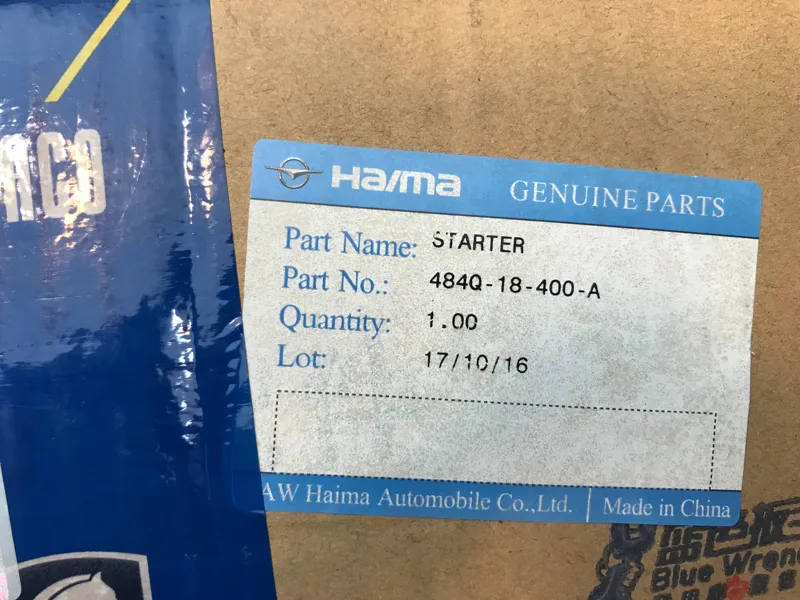 Haima GENUINE PARTS
Part Name: STARTER
Part No.: 484Q-18-400-A
Quantity: 1.00
Lot: 17/10/16
AW Haima Automobile Co.,Ltd. | Made in China
Blue Wrenc